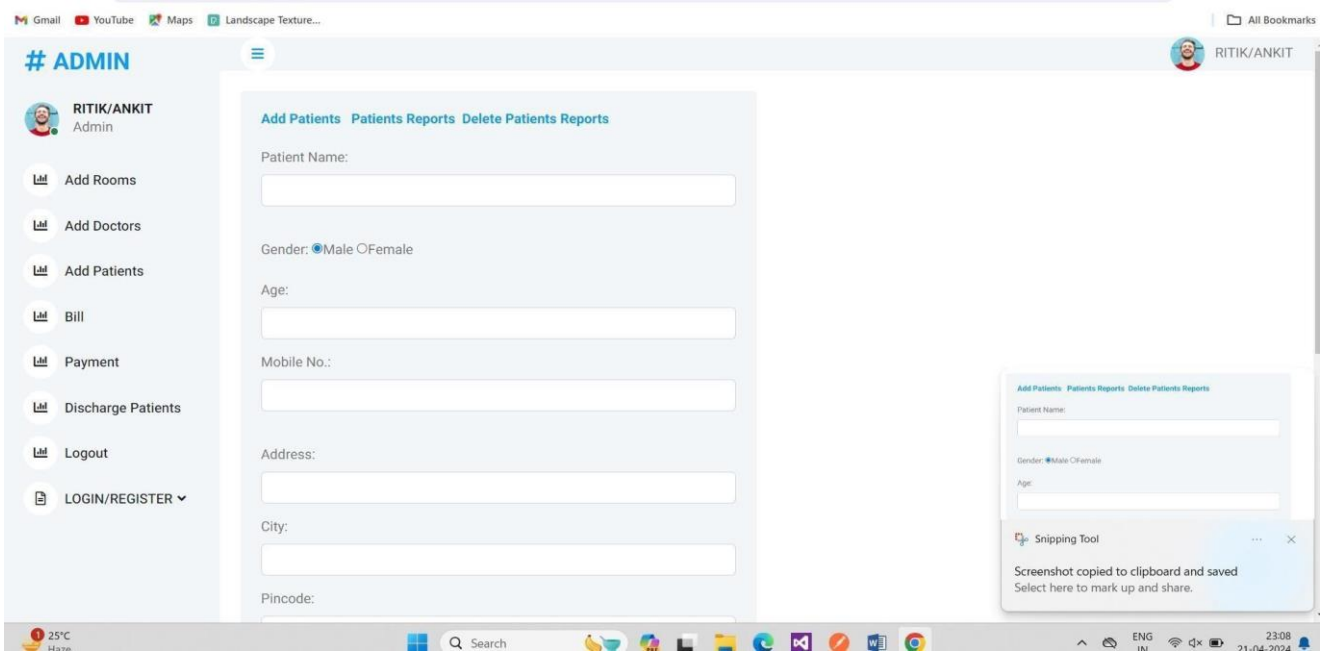 Gmail YouTube Maps Landscape Texture... All Bookmarks
# ADMIN
RITIK/ANKIT
RITIK/ANKIT
Admin
Add Rooms
Add Doctors
Add Patients
Bill
Payment
Discharge Patients
Logout
LOGIN/REGISTER
Add Patients Patients Reports Delete Patients Reports
Patient Name:
Gender: Male Female
Age:
Mobile No.:
Address:
City:
Pincode:
Add Patients Patients Reports Delete Patients Reports
Patient Name:
Gender: Male Female
Age:
Snipping Tool
Screenshot copied to clipboard and saved
Select here to mark up and share.
1 25°C
Haze
Search
ENG
IN
23:08
21-04-2024